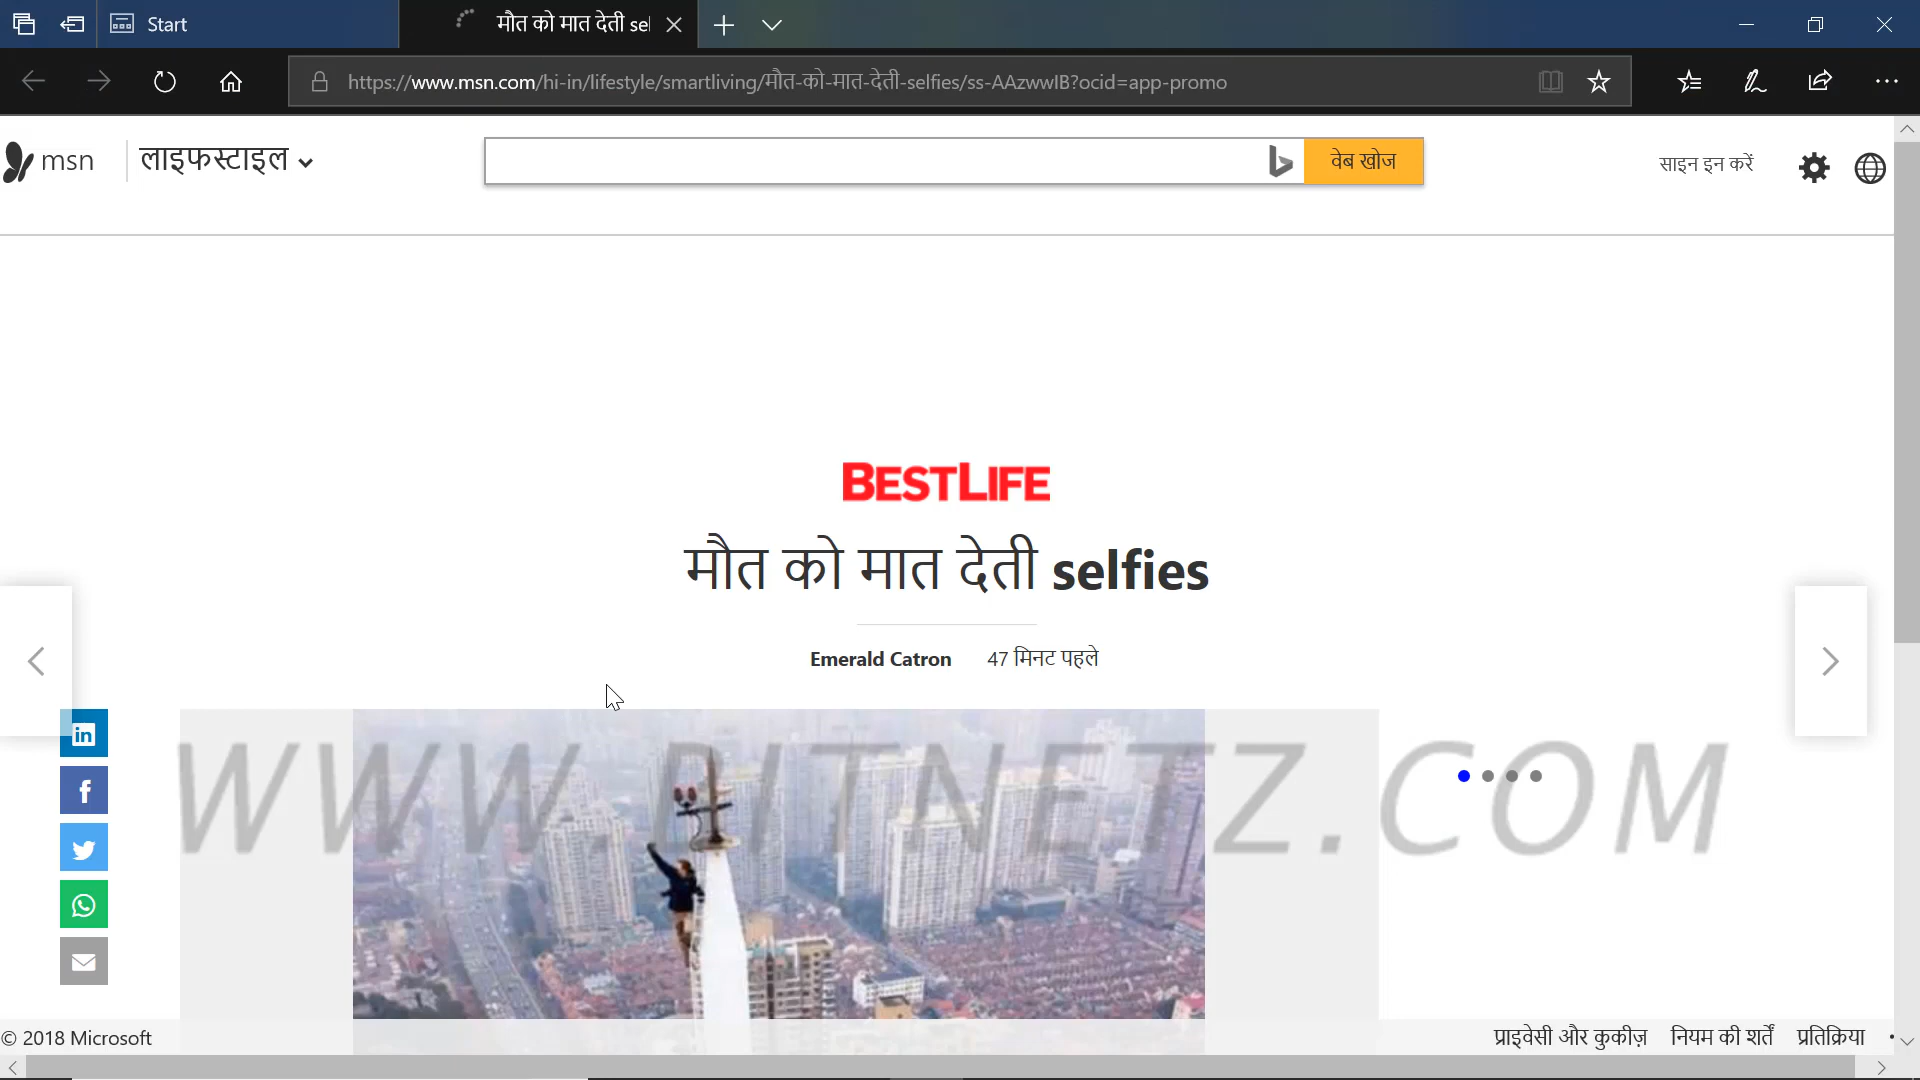 Start
मौत को मात देती sel
https://www.msn.com/hi-in/lifestyle/smartliving/मौत-को-मात-देती-selfies/ss-AAzwwIB?ocid=app-promo
msn
लाइफस्टाइल
वेब खोज
साइन इन करें
BESTLIFE
मौत को मात देती selfies
Emerald Catron 47 मिनट पहले
in
f
WWW.PITNETZ.COM
© 2018 Microsoft
प्राइवेसी और कुकीज़ नियम की शर्तें प्रतिक्रिया